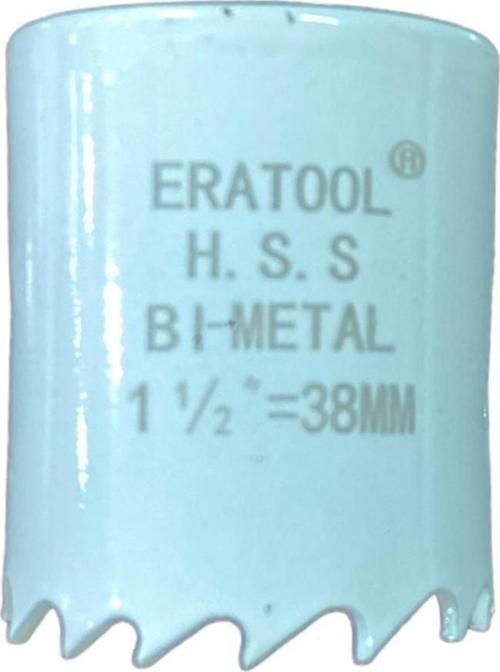 ERATOOL®
H.S.S
BI-METAL
1 ½"=38MM